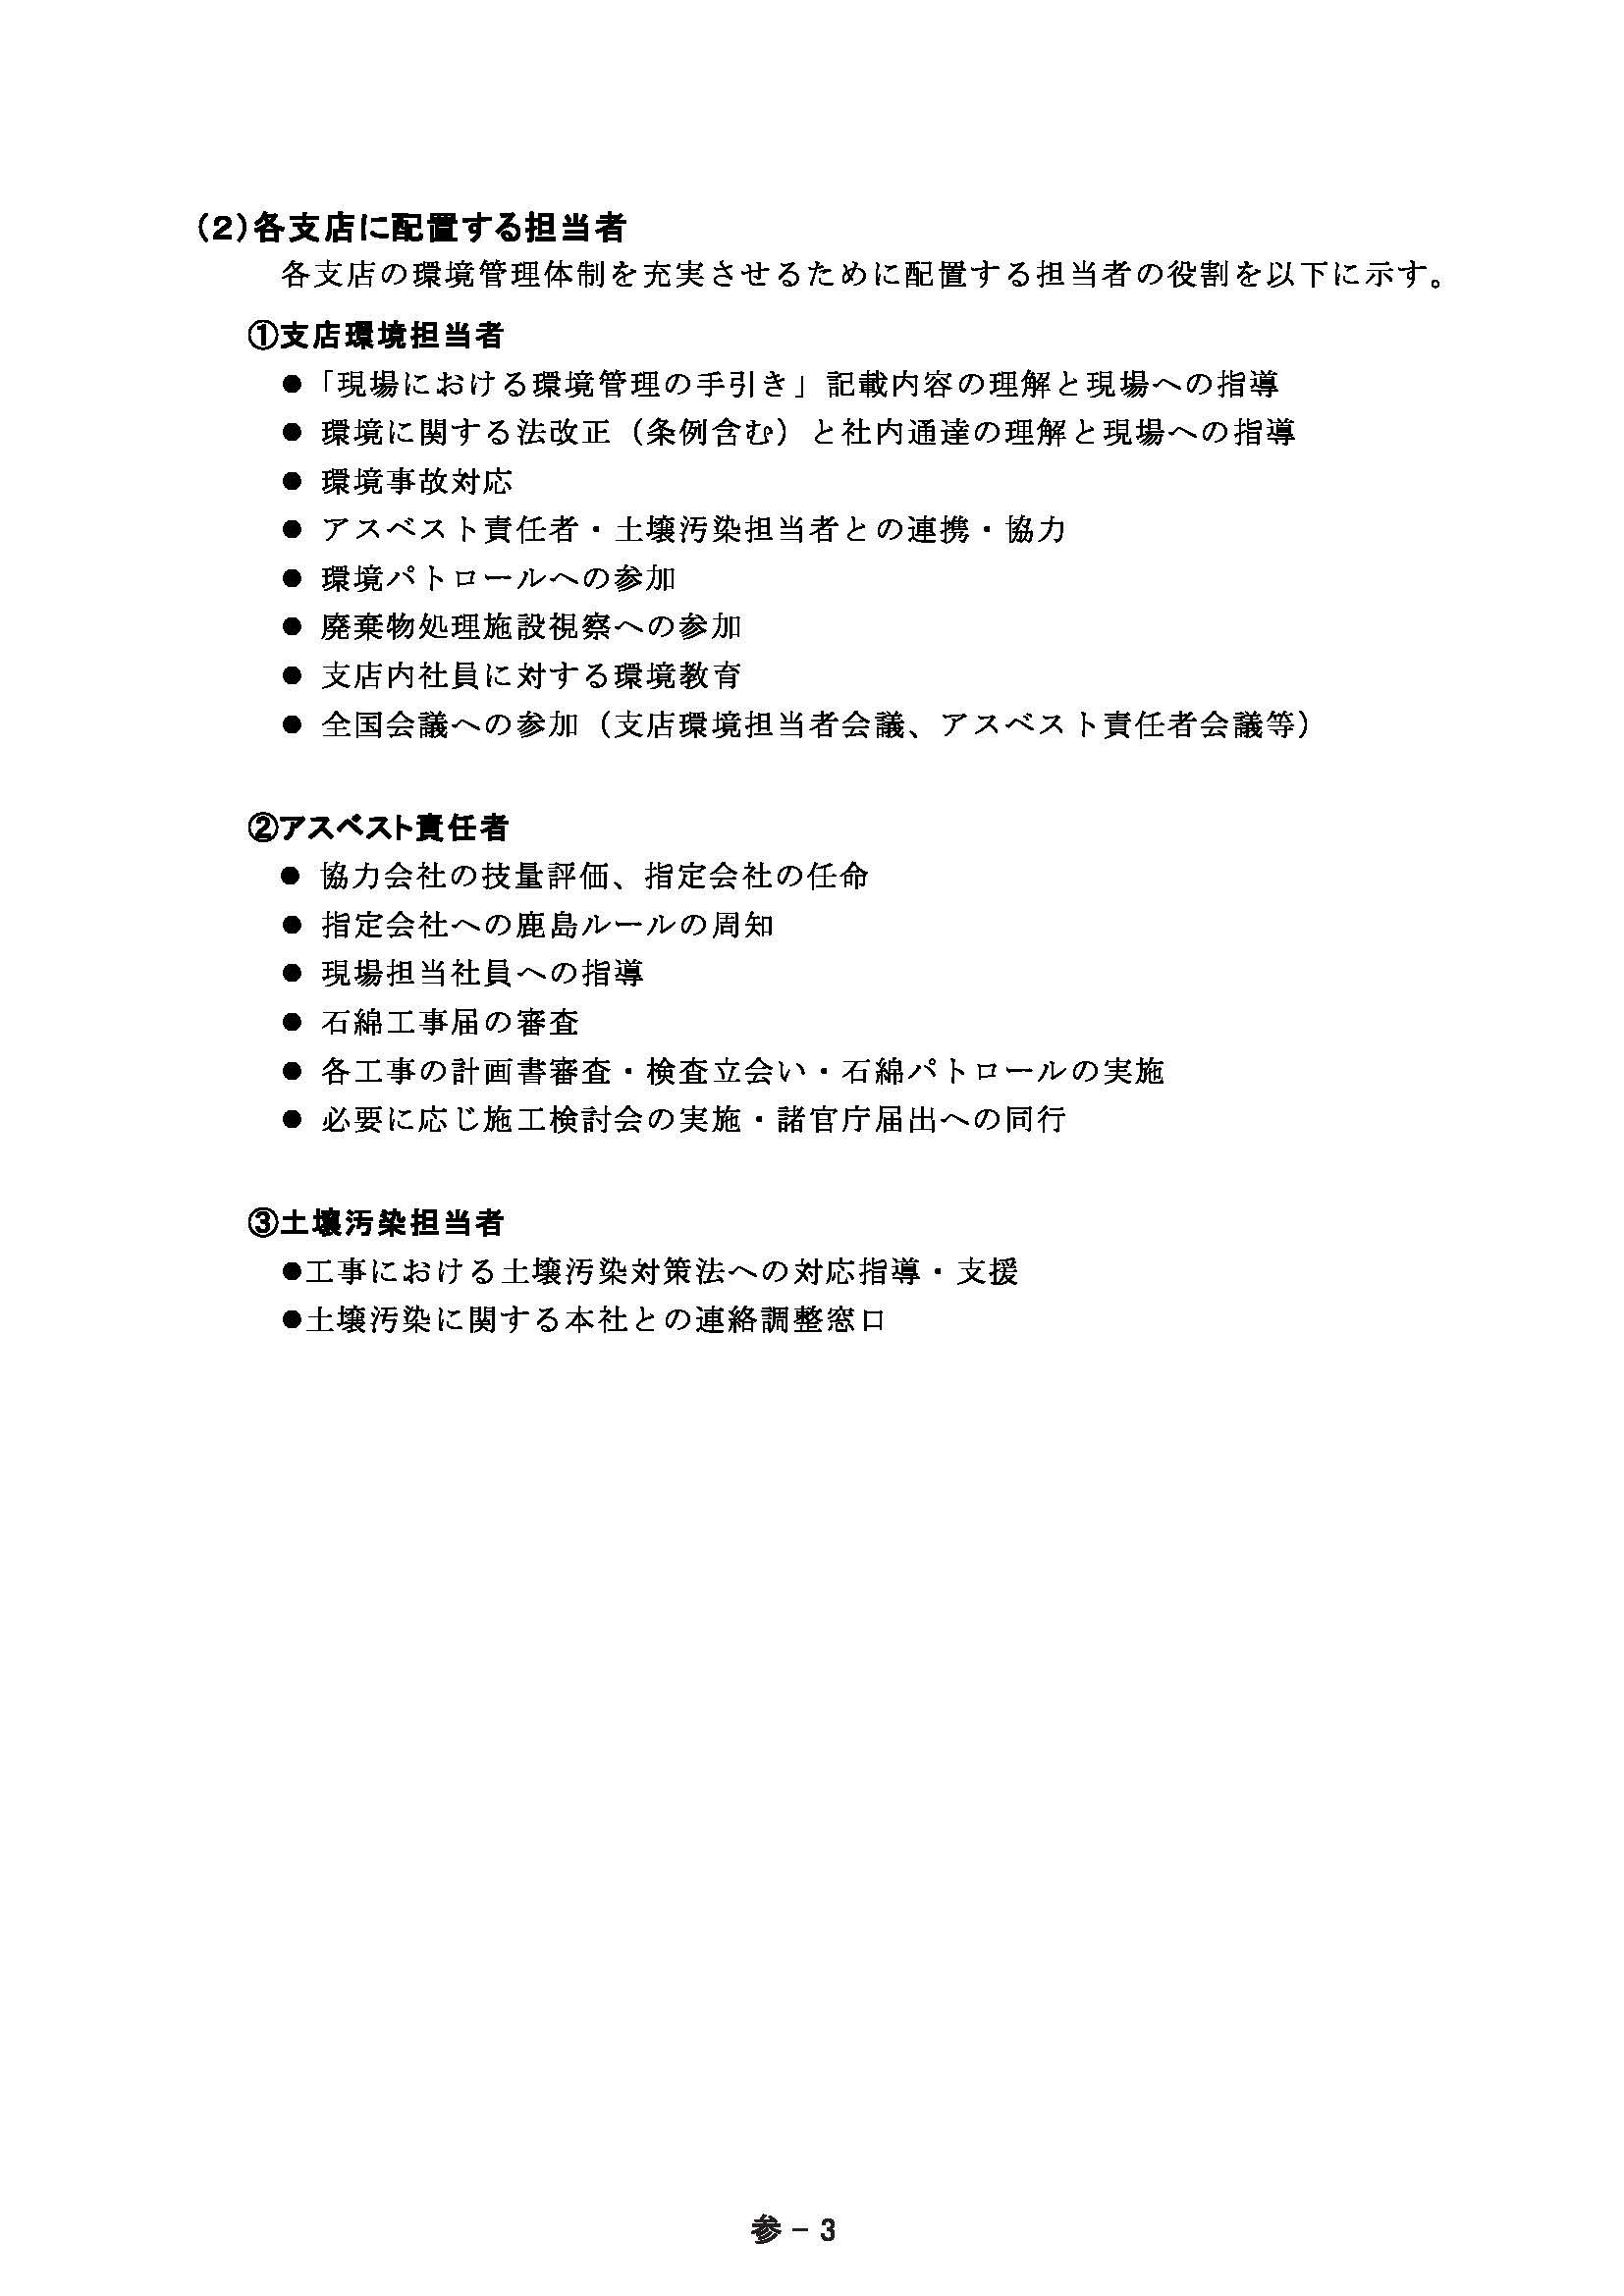 （２）各支店に配置する担当者
各支店の環境管理体制を充実させるために配置する担当者の役割を以下に示す。
①支店環境担当者
●「現場における環境管理の手引き」記載内容の理解と現場への指導
● 環境に関する法改正（条例含む）と社内通達の理解と現場への指導
● 環境事故対応
● アスベスト責任者・土壌汚染担当者との連携・協力
● 環境パトロールへの参加
● 廃棄物処理施設視察への参加
● 支店内社員に対する環境教育
● 全国会議への参加（支店環境担当者会議、アスベスト責任者会議等）
②アスベスト責任者
● 協力会社の技量評価、指定会社の任命
● 指定会社への鹿島ルールの周知
● 現場担当社員への指導
● 石綿工事届の審査
● 各工事の計画書審査・検査立会い・石綿パトロールの実施
● 必要に応じ施工検討会の実施・諸官庁届出への同行
③土壌汚染担当者
●工事における土壌汚染対策法への対応指導・支援
●土壌汚染に関する本社との連絡調整窓口
参－3